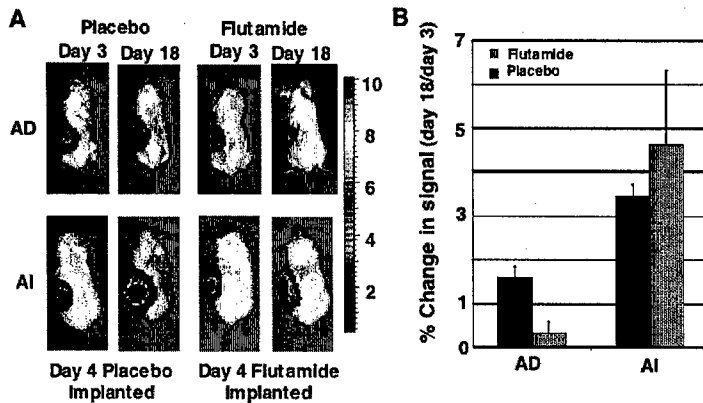 A
Placebo
Flutamide
Day 3
Day 18
Day 3
Day 18
AD
AI
10
8
6
4
2
Day 4 Placebo
Implanted
Day 4 Flutamide
Implanted
B
% Change in signal (day 18/day 3)
7
5
3
1
0
Flutamide
Placebo
AD
AI